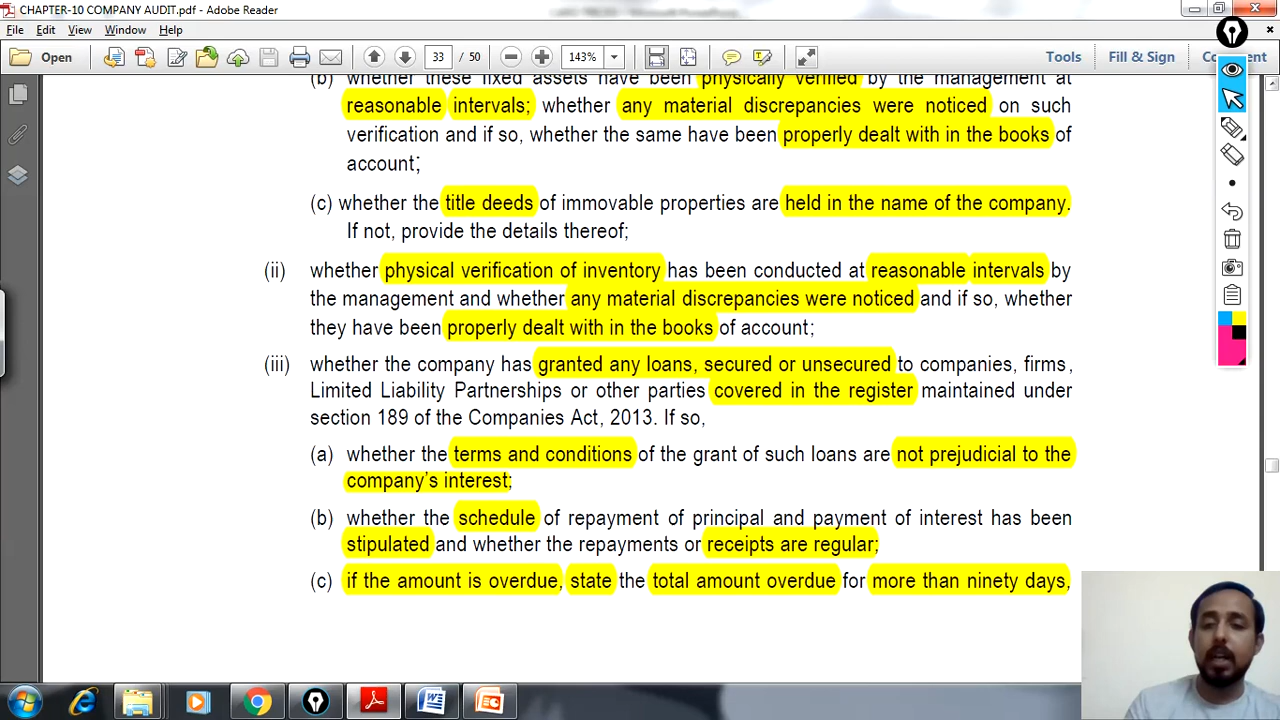 CHAPTER-10 COMPANY AUDIT.pdf - Adobe Reader
File Edit View Window Help
Open 33 / 50 143% Tools Fill & Sign
(b) whether these fixed assets have been physically verified by the management at
reasonable intervals; whether any material discrepancies were noticed on such
verification and if so, whether the same have been properly dealt with in the books of
account;
(c) whether the title deeds of immovable properties are held in the name of the company.
If not, provide the details thereof;
(ii) whether physical verification of inventory has been conducted at reasonable intervals by
the management and whether any material discrepancies were noticed and if so, whether
they have been properly dealt with in the books of account;
(iii) whether the company has granted any loans, secured or unsecured to companies, firms,
Limited Liability Partnerships or other parties covered in the register maintained under
section 189 of the Companies Act, 2013. If so,
(a) whether the terms and conditions of the grant of such loans are not prejudicial to the
company's interest;
(b) whether the schedule of repayment of principal and payment of interest has been
stipulated and whether the repayments or receipts are regular;
(c) if the amount is overdue, state the total amount overdue for more than ninety days,